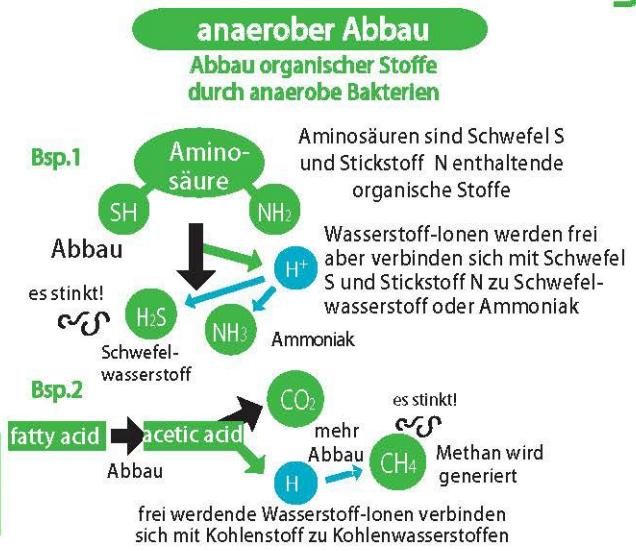 anaerober Abbau
Abbau organischer Stoffe
durch anaerobe Bakterien
Bsp.1
Amino-
säure
SH
NH₂
Aminosäuren sind Schwefel S
und Stickstoff N enthaltende
organische Stoffe
Abbau
H⁺
Wasserstoff-Ionen werden frei
aber verbinden sich mit Schwefel
S und Stickstoff N zu Schwefel-
wasserstoff oder Ammoniak
es stinkt!
H₂S
Schwefel-
wasserstoff
NH₃
Ammoniak
Bsp.2
fatty acid
Abbau
acetic acid
CO₂
H
mehr
Abbau
es stinkt!
CH₄
Methan wird
generiert
frei werdende Wasserstoff-Ionen verbinden
sich mit Kohlenstoff zu Kohlenwasserstoffen